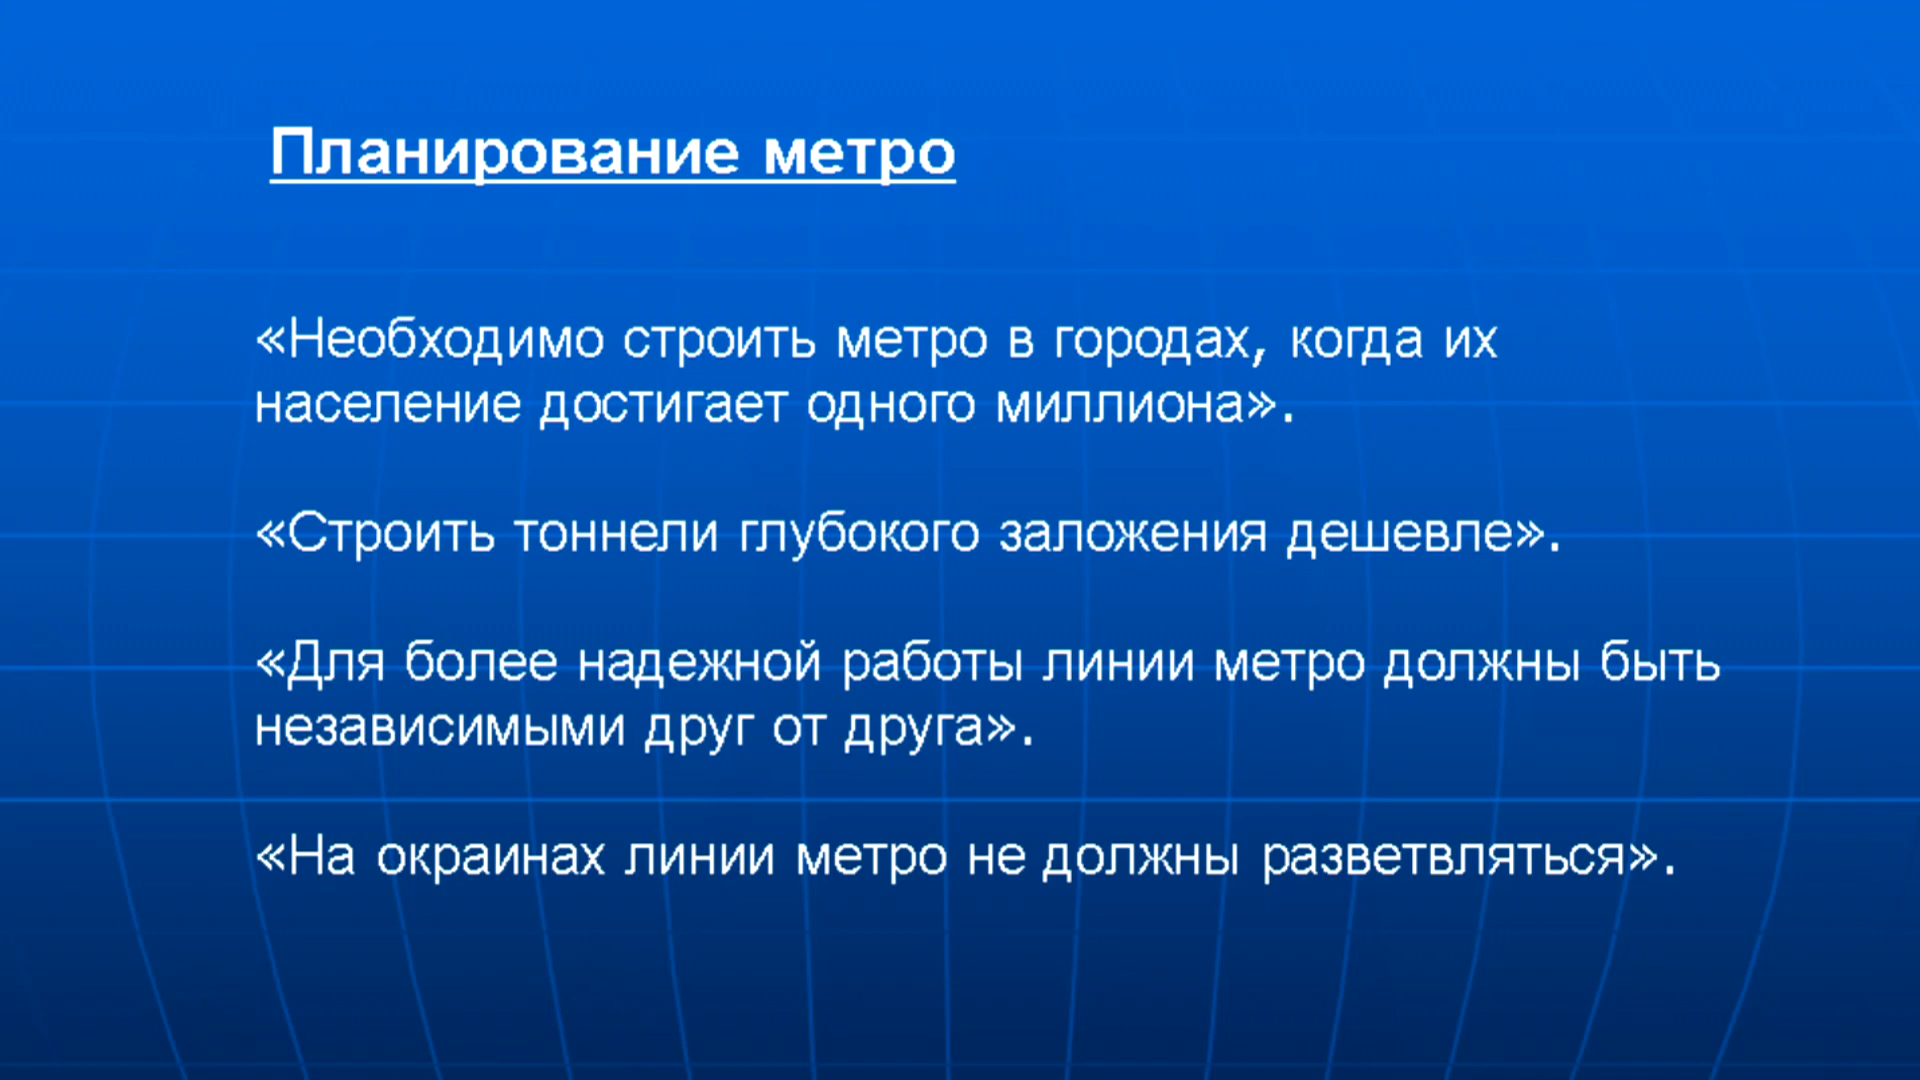 Планирование метро
«Необходимо строить метро в городах, когда их
население достигает одного миллиона».
«Строить тоннели глубокого заложения дешевле».
«Для более надежной работы линии метро должны быть
независимыми друг от друга».
«На окраинах линии метро не должны разветвляться».